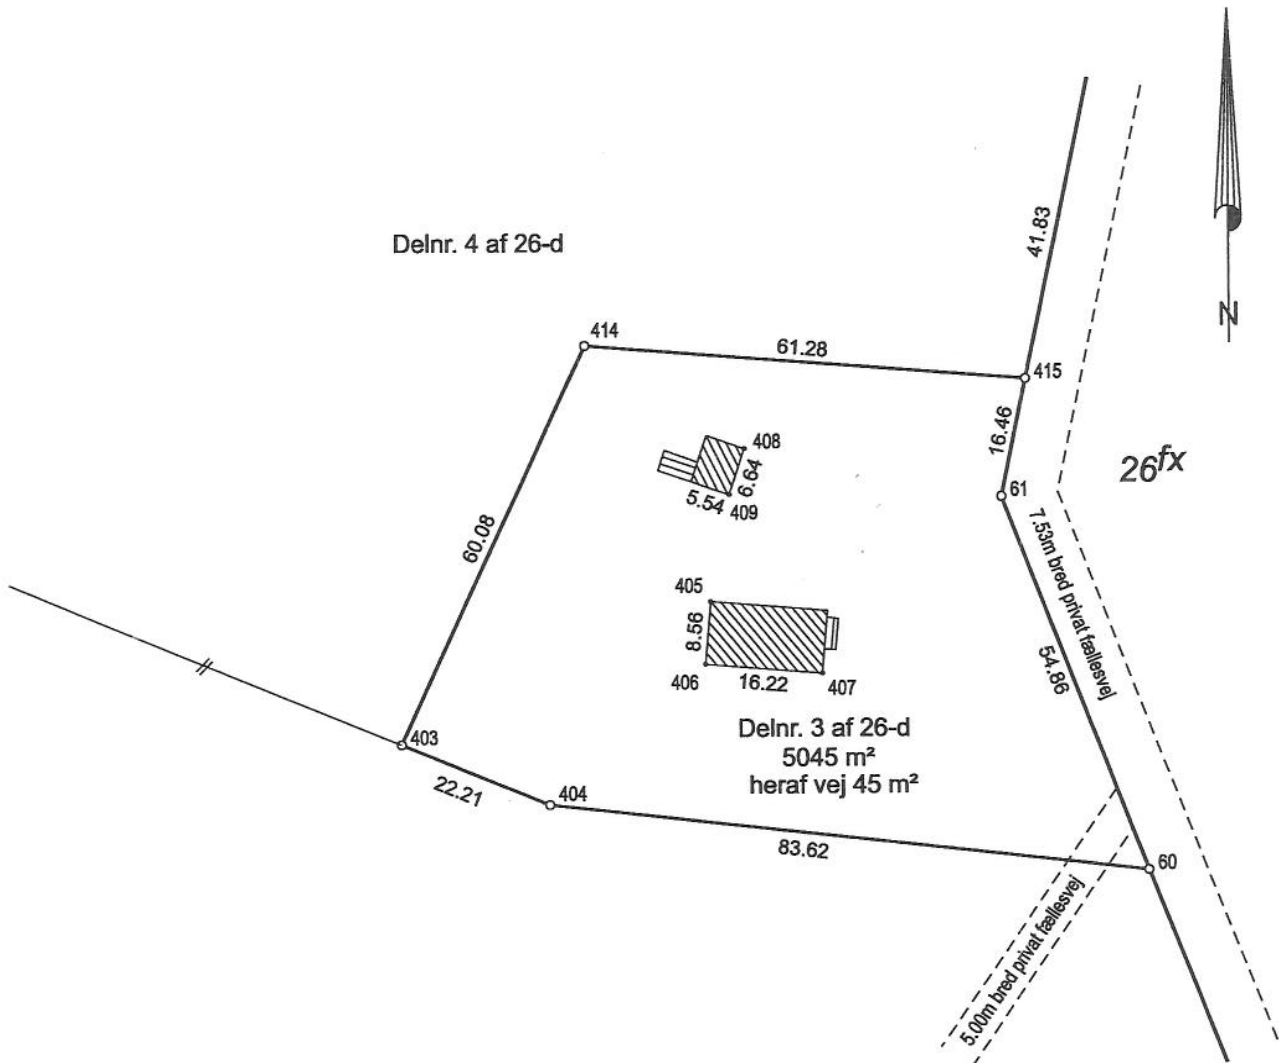 Delnr. 4 af 26-d
41.83
N
414
61.28
415
16.46
408
6.64
5.54
409
26fx
61
7.53m bred privat fællesvej
60.08
405
8.56
406
16.22
407
54.86
Delnr. 3 af 26-d
5045 m²
heraf vej 45 m²
403
22.21
404
83.62
60
5.00m bred privat fællesvej